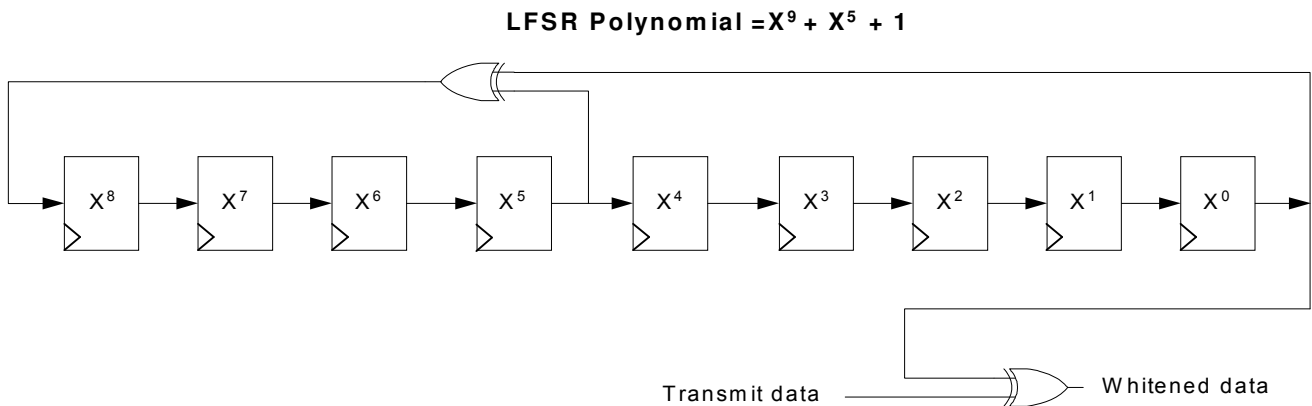 LFSR Polynomial =X⁹ + X⁵ + 1
X⁸ X⁷ X⁶ X⁵ X⁴ X³ X² X¹ X⁰
Transmit data
Whitened data